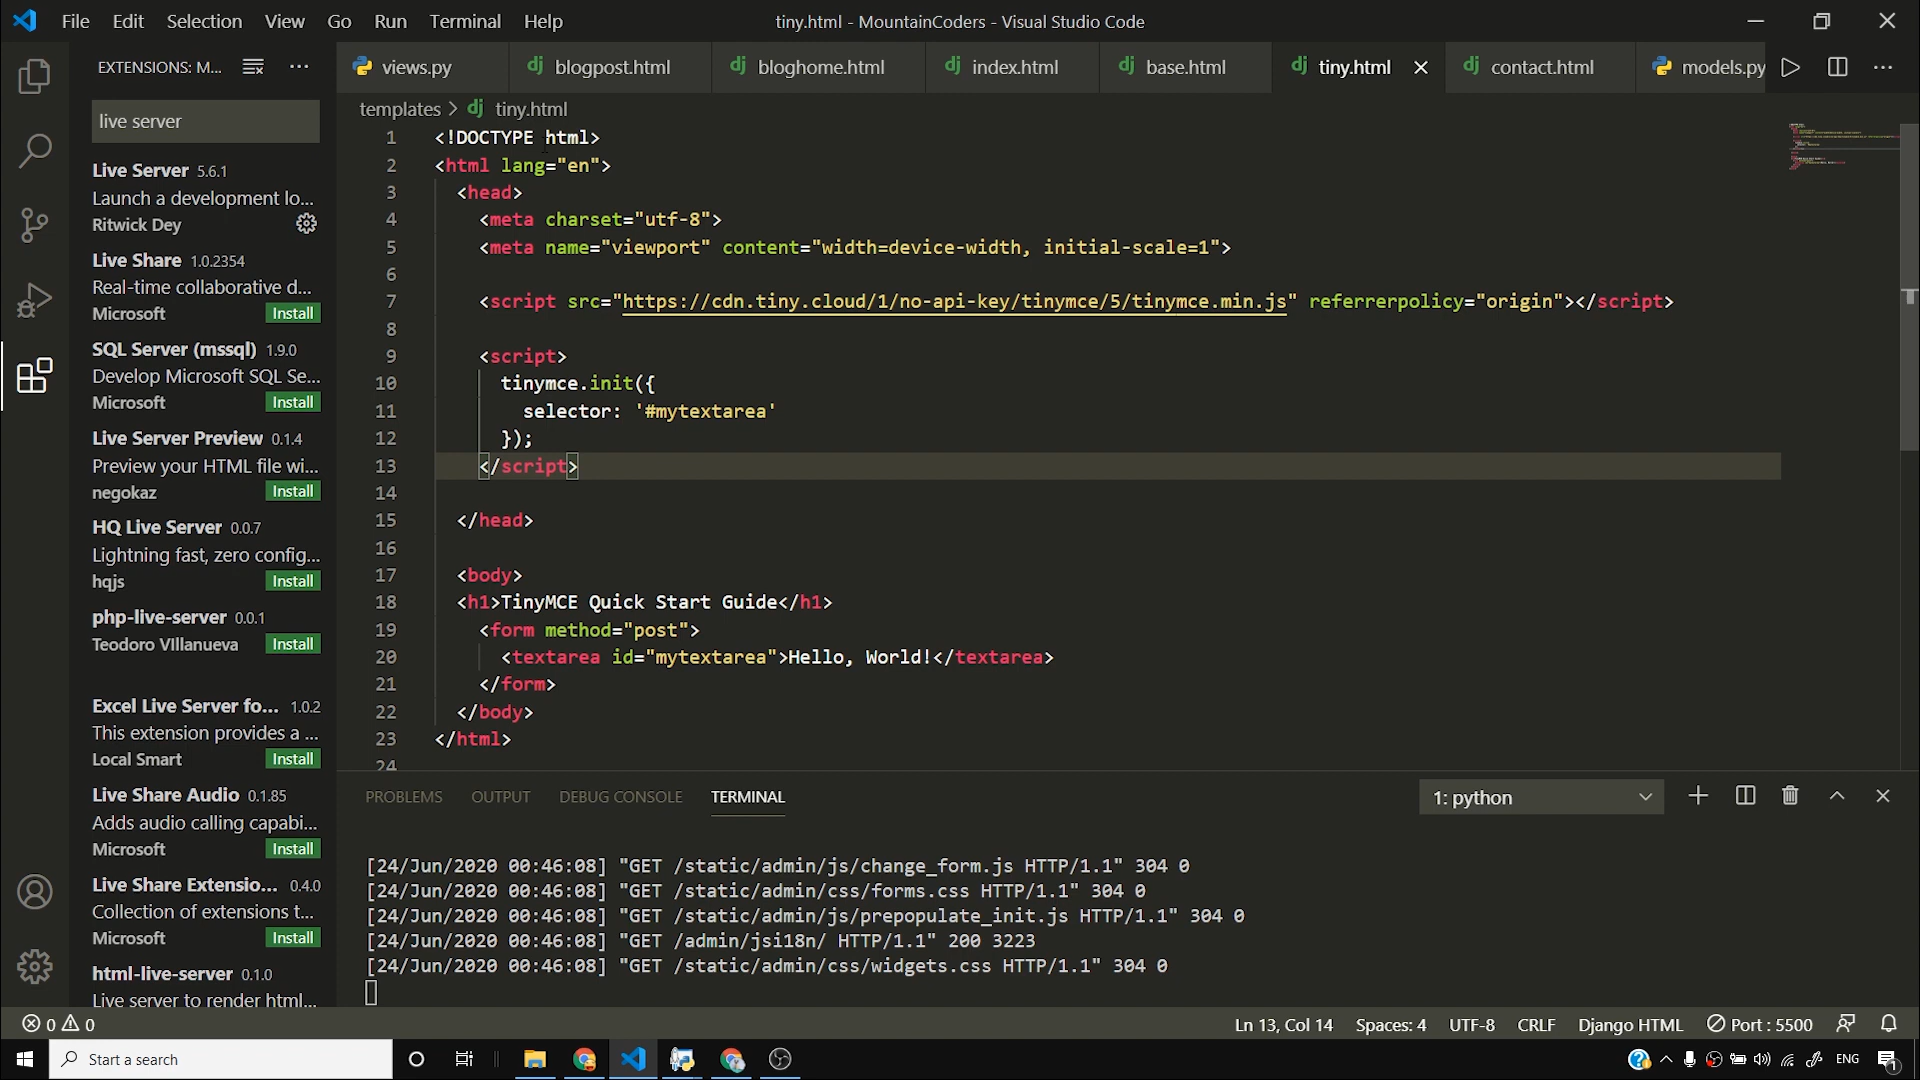 File Edit Selection View Go Run Terminal Help
tiny.html - MountainCoders - Visual Studio Code
EXTENSIONS: M...
views.py blogpost.html bloghome.html index.html base.html tiny.html contact.html models.py
live server
templates > tiny.html
Live Server 5.6.1
Launch a development lo...
Ritwick Dey
Live Share 1.0.2354
Real-time collaborative d...
Microsoft Install
SQL Server (mssql) 1.9.0
Develop Microsoft SQL Se...
Microsoft Install
Live Server Preview 0.1.4
Preview your HTML file wi...
negokaz Install
HQ Live Server 0.0.7
Lightning fast, zero config...
hqjs Install
php-live-server 0.0.1
Teodoro VIllanueva Install
Excel Live Server fo... 1.0.2
This extension provides a ...
Local Smart Install
Live Share Audio 0.1.85
Adds audio calling capabi...
Microsoft Install
Live Share Extensio... 0.4.0
Collection of extensions t...
Microsoft Install
html-live-server 0.1.0
Live server to render html...
1 <!DOCTYPE html>
2 <html lang="en">
3 <head>
4 <meta charset="utf-8">
5 <meta name="viewport" content="width=device-width, initial-scale=1">
6
7 <script src="https://cdn.tiny.cloud/1/no-api-key/tinymce/5/tinymce.min.js" referrerpolicy="origin"></script>
8
9 <script>
10 tinymce.init({
11 selector: '#mytextarea'
12 });
13 </script>
14
15 </head>
16
17 <body>
18 <h1>TinyMCE Quick Start Guide</h1>
19 <form method="post">
20 <textarea id="mytextarea">Hello, World!</textarea>
21 </form>
22 </body>
23 </html>
24
PROBLEMS OUTPUT DEBUG CONSOLE TERMINAL
1: python
[24/Jun/2020 00:46:08] "GET /static/admin/js/change_form.js HTTP/1.1" 304 0
[24/Jun/2020 00:46:08] "GET /static/admin/css/forms.css HTTP/1.1" 304 0
[24/Jun/2020 00:46:08] "GET /static/admin/js/prepopulate_init.js HTTP/1.1" 304 0
[24/Jun/2020 00:46:08] "GET /admin/jsi18n/ HTTP/1.1" 200 3223
[24/Jun/2020 00:46:08] "GET /static/admin/css/widgets.css HTTP/1.1" 304 0
0 0
Ln 13, Col 14 Spaces: 4 UTF-8 CRLF Django HTML Port : 5500
Start a search
ENG
1